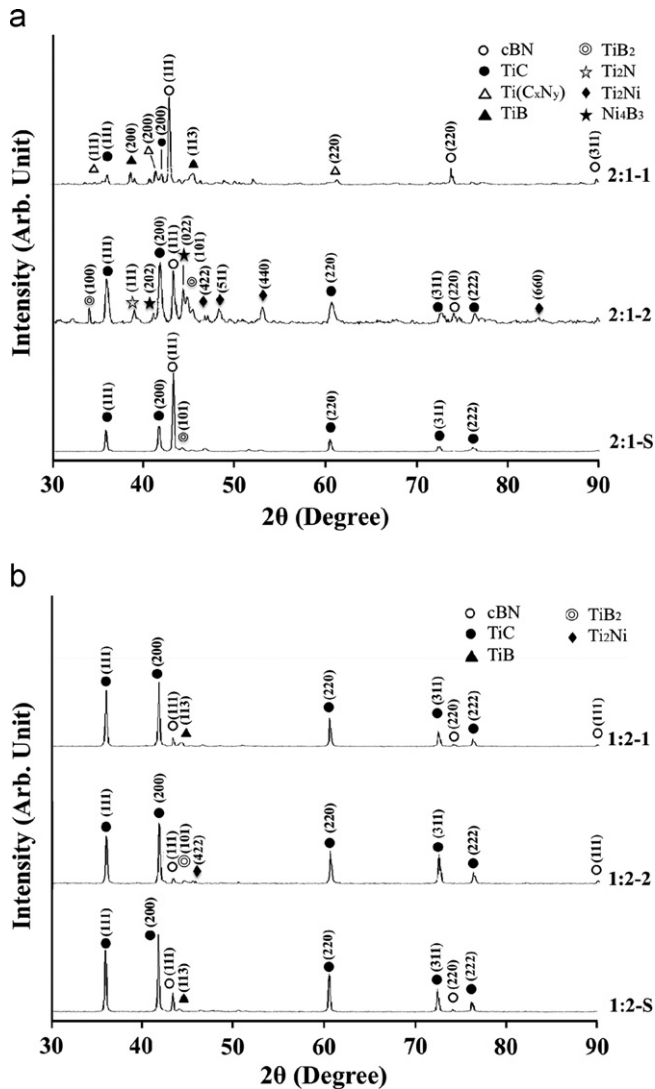 a
cBN
TiB₂
TiC
Ti₂N
Ti(CₓNᵧ)
Ti₂Ni
TiB
Ni₄B₃
(111)
(111)
(200)
(200)
(200)
(111)
(113)
(220)
(220)
(311)
2:1-1
(100)
(111)
(111)
(202)
(200)
(111)
(022)
(101)
(422)
(511)
(440)
(220)
(311)
(220)
(222)
(660)
2:1-2
(111)
(200)
(111)
(101)
(220)
(311)
(222)
2:1-S
Intensity (Arb. Unit)
30 40 50 60 70 80 90
2θ (Degree)
b
cBN
TiB₂
TiC
Ti₂Ni
TiB
(111)
(200)
(111)
(113)
(220)
(311)
(220)
(222)
(111)
1:2-1
(111)
(200)
(111)
(101)
(422)
(220)
(311)
(222)
(111)
1:2-2
(111)
(200)
(111)
(113)
(220)
(311)
(220)
(222)
1:2-S
Intensity (Arb. Unit)
30 40 50 60 70 80 90
2θ (Degree)